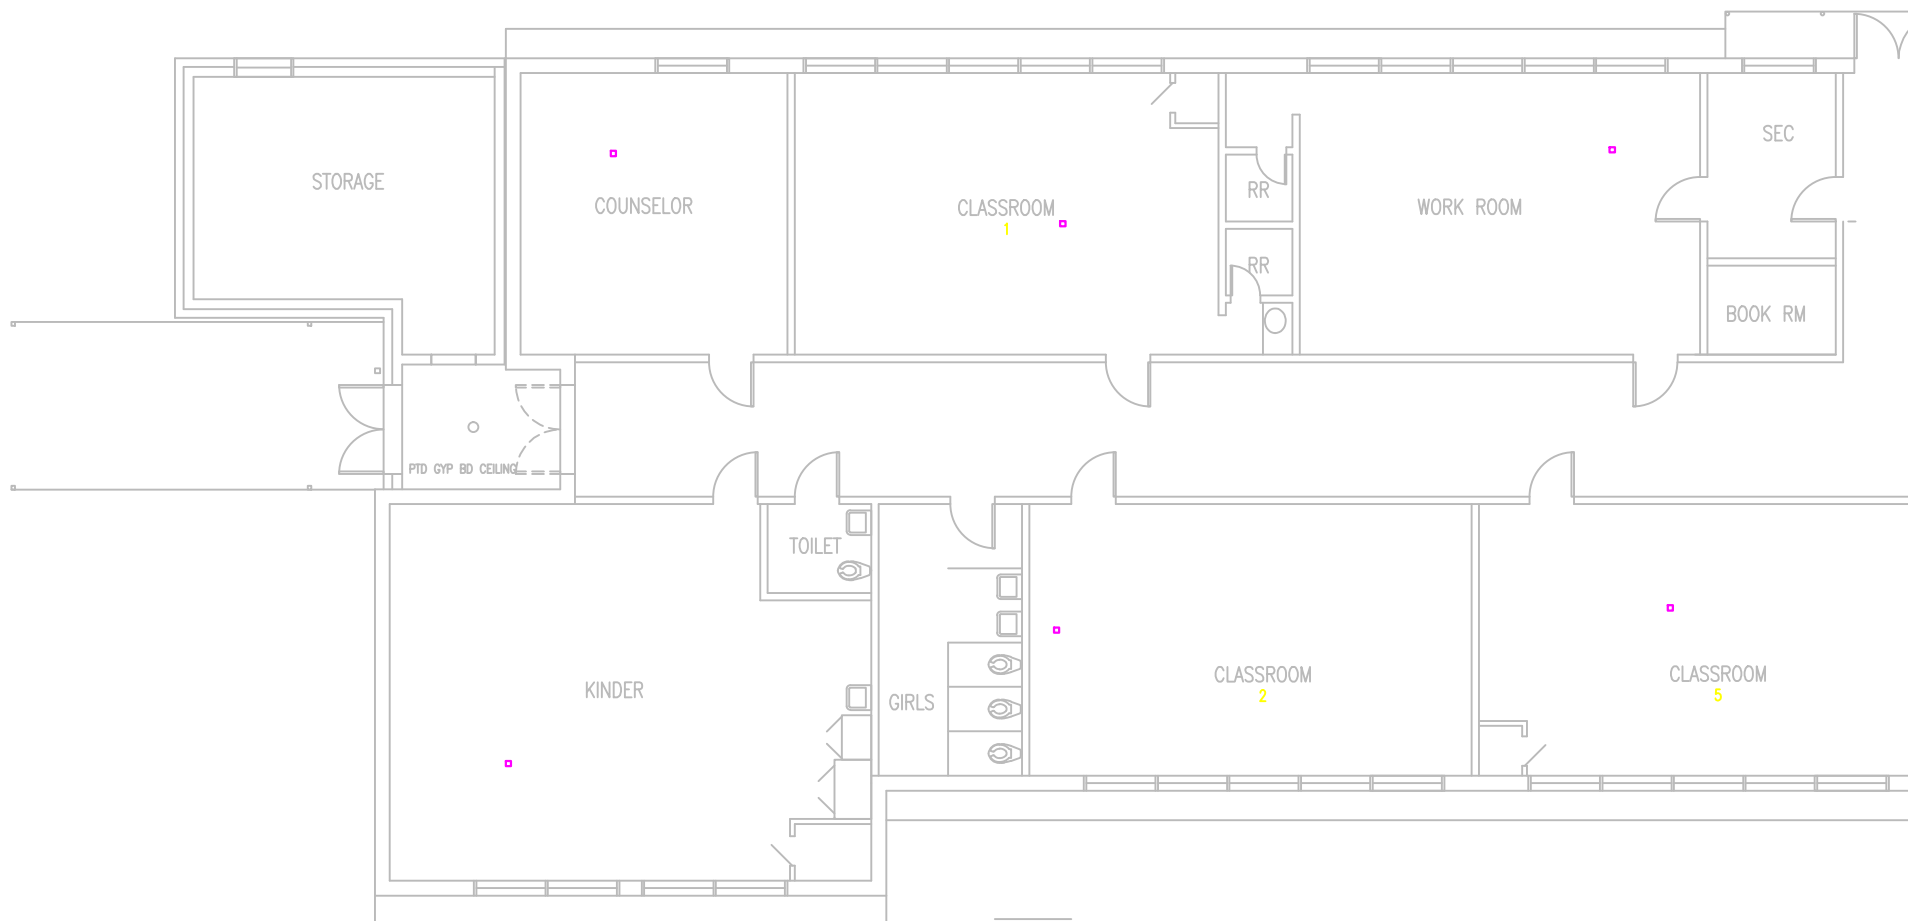 SEC
STORAGE
RR
COUNSELOR
CLASSROOM
1
WORK ROOM
RR
BOOK RM
PTD GYP BD CEILING
TOILET
CLASSROOM
2
CLASSROOM
5
KINDER
GIRLS